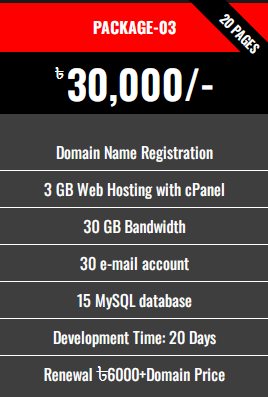 PACKAGE-03
20 PAGES
৳30,000/-
Domain Name Registration
3 GB Web Hosting with cPanel
30 GB Bandwidth
30 e-mail account
15 MySQL database
Development Time: 20 Days
Renewal ৳6000+Domain Price